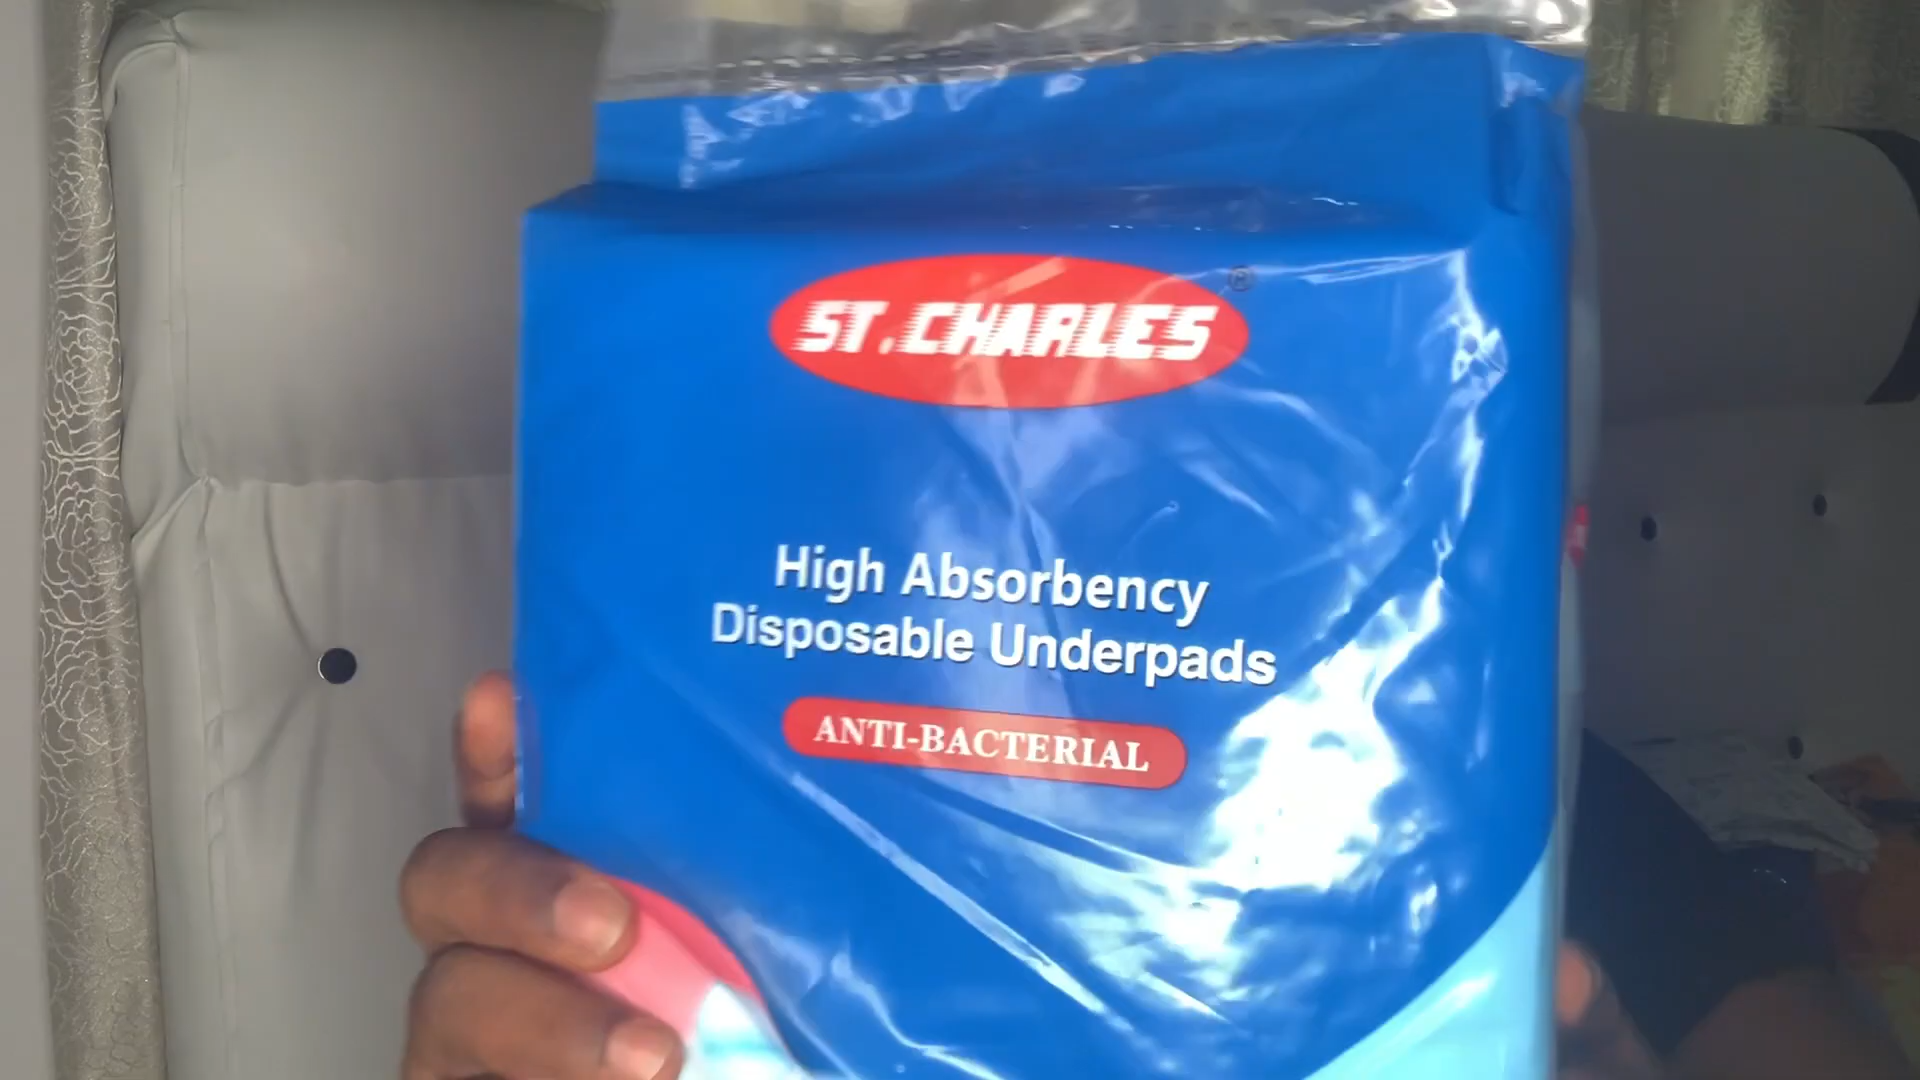 ST. CHARLES ®
High Absorbency
Disposable Underpads
ANTI-BACTERIAL